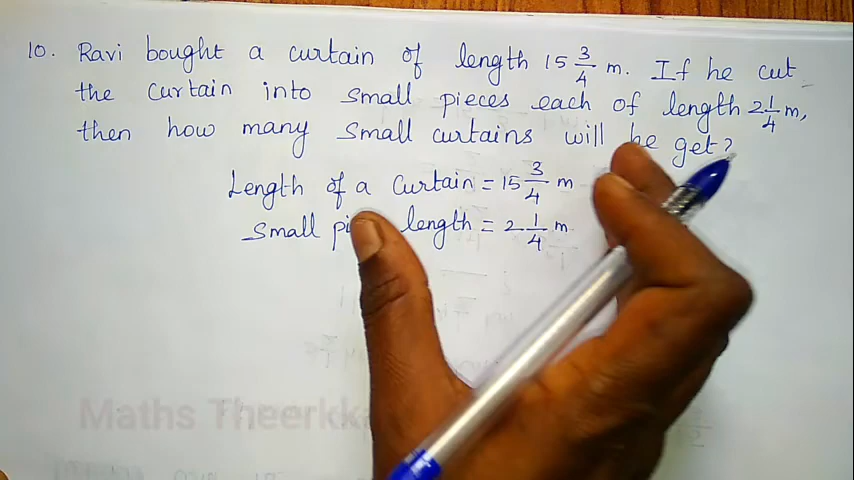 10. Ravi bought a curtain of length 15 3/4 m. If he cut
the curtain into small pieces each of length 2 1/4 m,
then how many small curtains will he get?
Length of a curtain = 15 3/4 m
Small length = 2 1/4 m
Maths